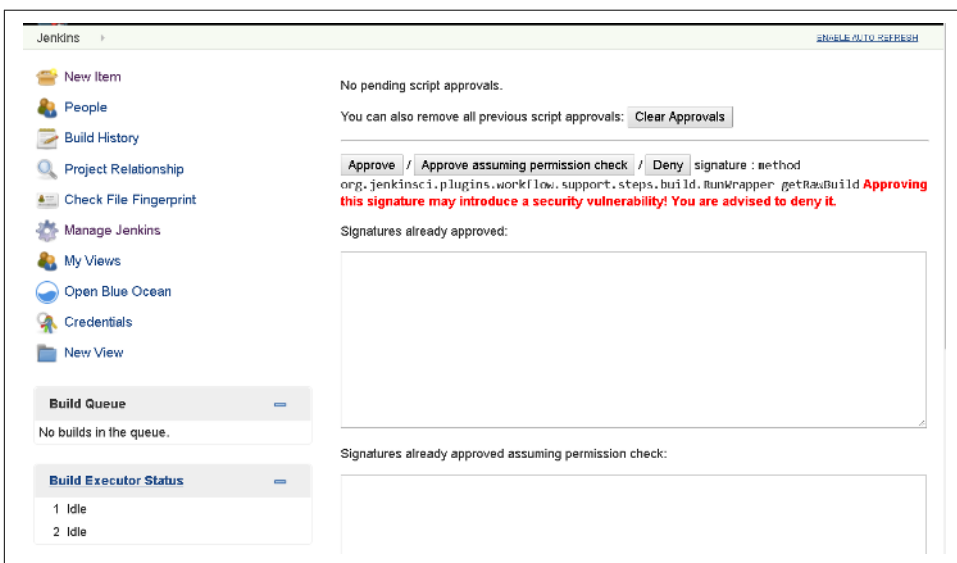 Jenkins
ENABLE AUTO REFRESH
New Item
People
Build History
Project Relationship
Check File Fingerprint
Manage Jenkins
My Views
Open Blue Ocean
Credentials
New View
Build Queue
No builds in the queue.
Build Executor Status
1 Idle
2 Idle
No pending script approvals.
You can also remove all previous script approvals: Clear Approvals
Approve / Approve assuming permission check / Deny signature : method
org.jenkinsci.plugins.workflow.support.steps.build.RunWrapper getRawBuild Approving
this signature may introduce a security vulnerability! You are advised to deny it.
Signatures already approved:
Signatures already approved assuming permission check: